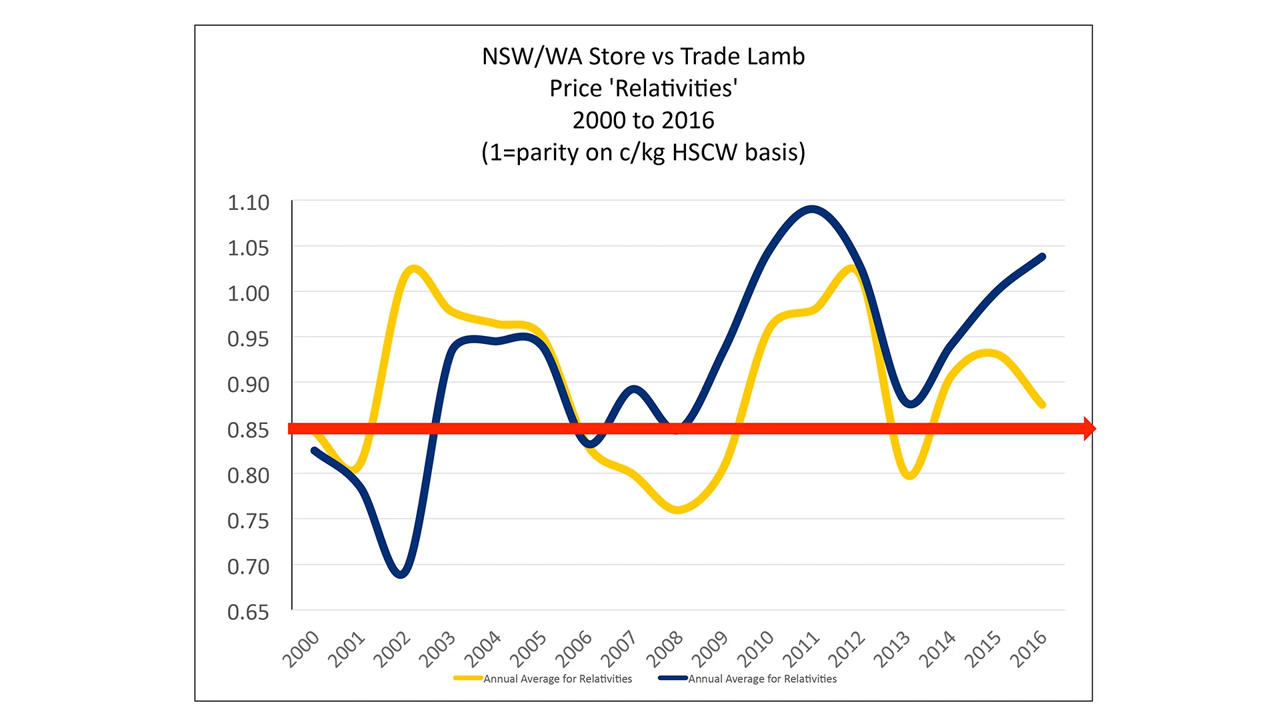 NSW/WA Store vs Trade Lamb
Price 'Relativities'
2000 to 2016
(1=parity on c/kg HSCW basis)
1.10
1.05
1.00
0.95
0.90
0.85
0.80
0.75
0.70
0.65
2000 2001 2002 2003 2004 2005 2006 2007 2008 2009 2010 2011 2012 2013 2014 2015 2016
Annual Average for Relativities Annual Average for Relativities